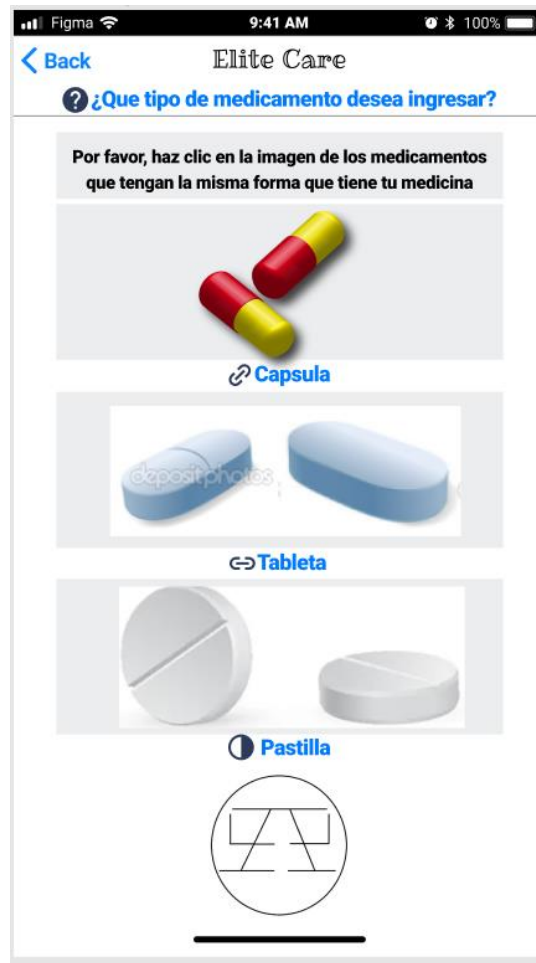 Figma 9:41 AM 100%
Back Elite Care
¿Que tipo de medicamento desea ingresar?
Por favor, haz clic en la imagen de los medicamentos
que tengan la misma forma que tiene tu medicina
Capsula
depositphotos
Tableta
Pastilla